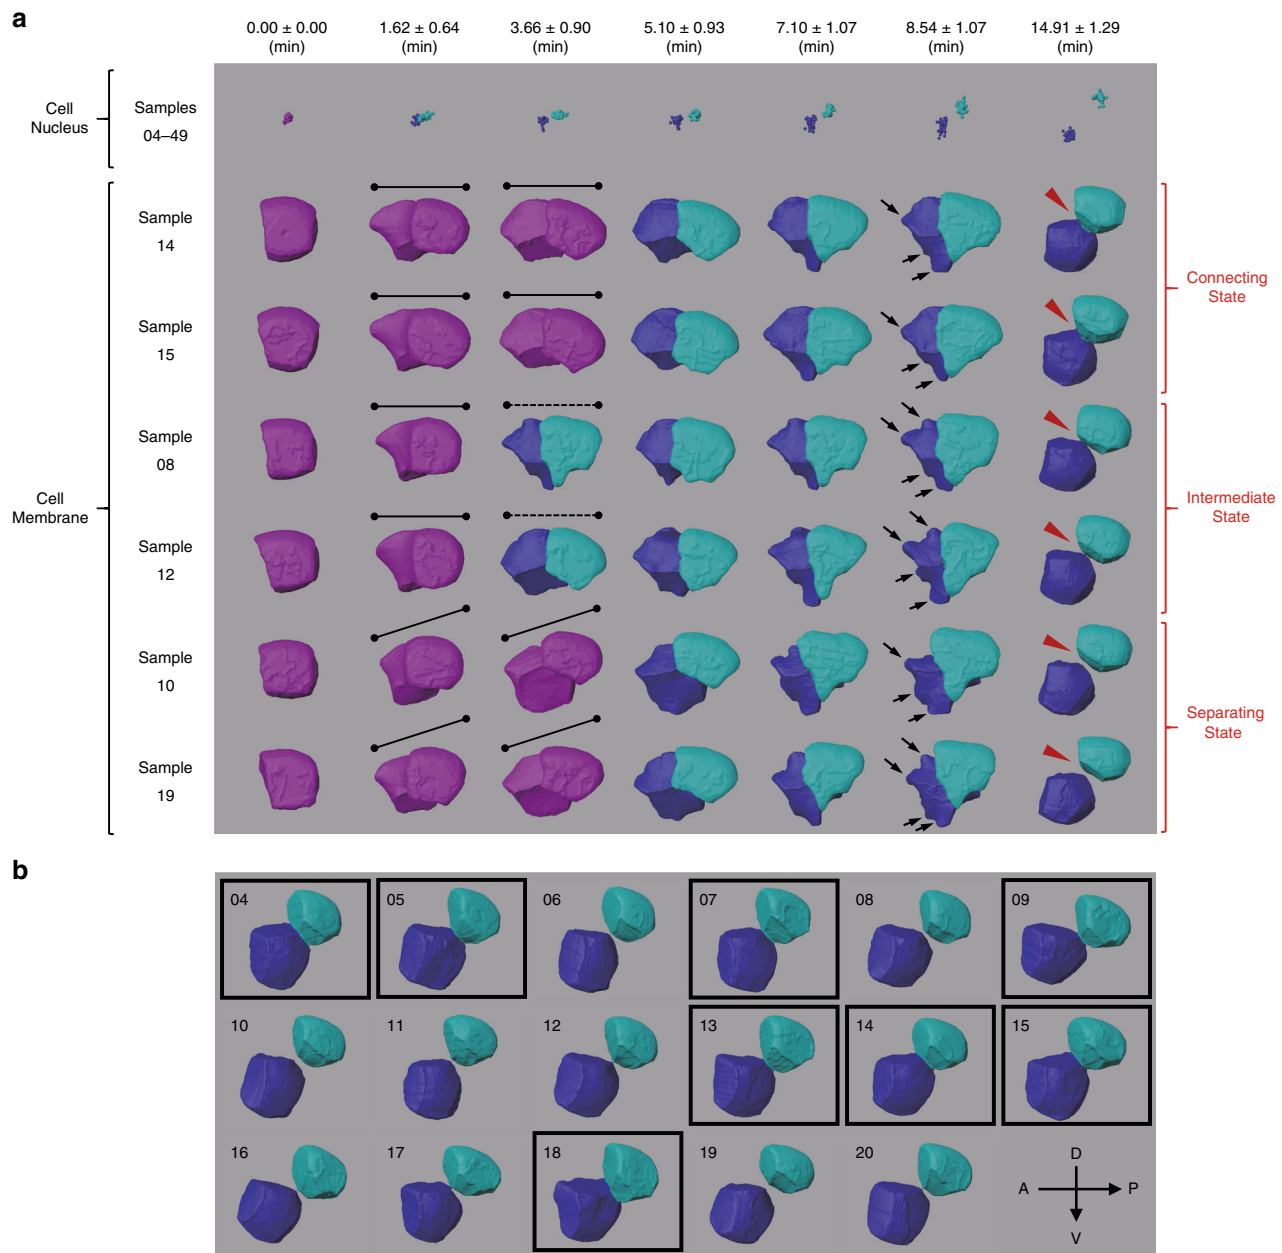 a
0.00 ± 0.00 1.62 ± 0.64 3.66 ± 0.90 5.10 ± 0.93 7.10 ± 1.07 8.54 ± 1.07 14.91 ± 1.29
(min) (min) (min) (min) (min) (min) (min)
Cell
Nucleus
Samples
04–49
Cell
Membrane
Sample
14
Sample
15
Sample
08
Sample
12
Sample
10
Sample
19
Connecting
State
Intermediate
State
Separating
State
b
04 05 06 07 08 09
10 11 12 13 14 15
16 17 18 19 20
D
A P
V